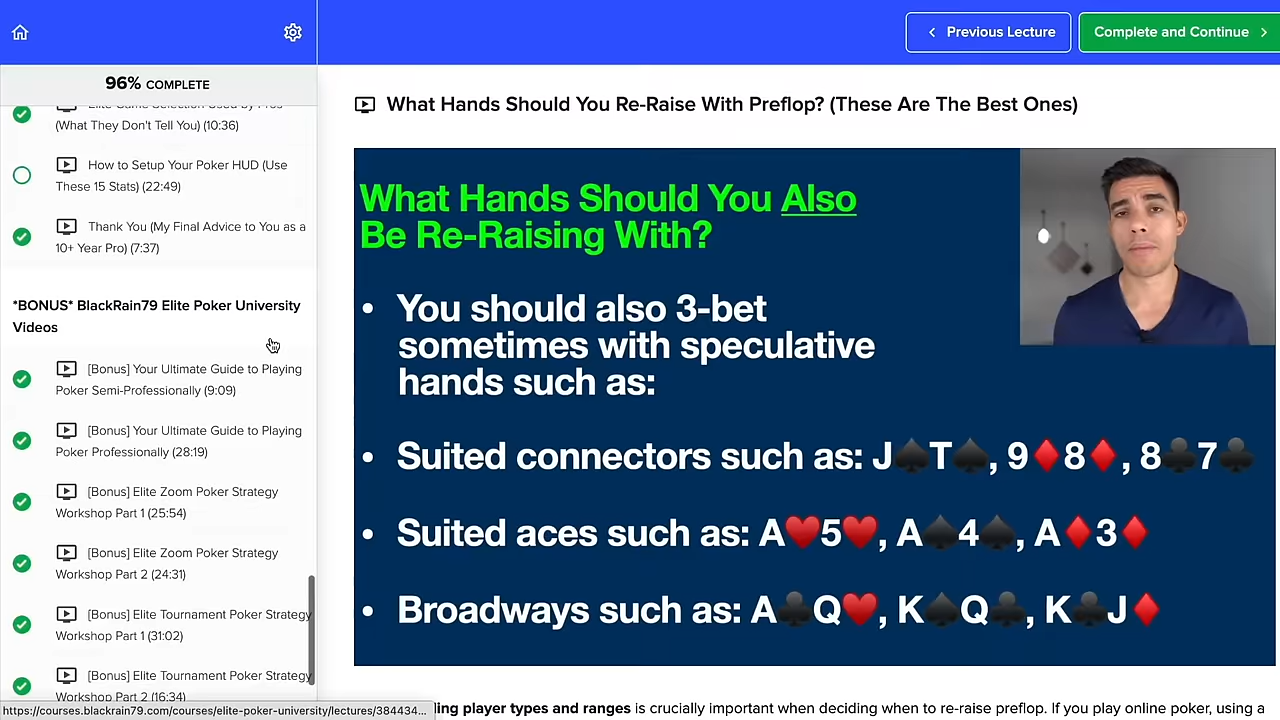 Previous Lecture
Complete and Continue
96% COMPLETE
Elite Game Selection Used by Pros
(What They Don't Tell You) (10:36)
How to Setup Your Poker HUD (Use
These 15 Stats) (22:49)
Thank You (My Final Advice to You as a
10+ Year Pro) (7:37)
*BONUS* BlackRain79 Elite Poker University
Videos
[Bonus] Your Ultimate Guide to Playing
Poker Semi-Professionally (9:09)
[Bonus] Your Ultimate Guide to Playing
Poker Professionally (28:19)
[Bonus] Elite Zoom Poker Strategy
Workshop Part 1 (25:54)
[Bonus] Elite Zoom Poker Strategy
Workshop Part 2 (24:31)
[Bonus] Elite Tournament Poker Strategy
Workshop Part 1 (31:02)
[Bonus] Elite Tournament Poker Strategy
Workshop Part 2 (16:34)
https://courses.blackrain79.com/courses/elite-poker-university/lectures/384434...
What Hands Should You Re-Raise With Preflop? (These Are The Best Ones)
What Hands Should You Also
Be Re-Raising With?
• You should also 3-bet
sometimes with speculative
hands such as:
• Suited connectors such as: J♠T♠, 9♦8♦, 8♣7♣
• Suited aces such as: A♥5♥, A♠4♠, A♦3♦
• Broadways such as: A♣Q♥, K♠Q♣, K♣J♦
player types and ranges is crucially important when deciding when to re-raise preflop. If you play online poker, using a